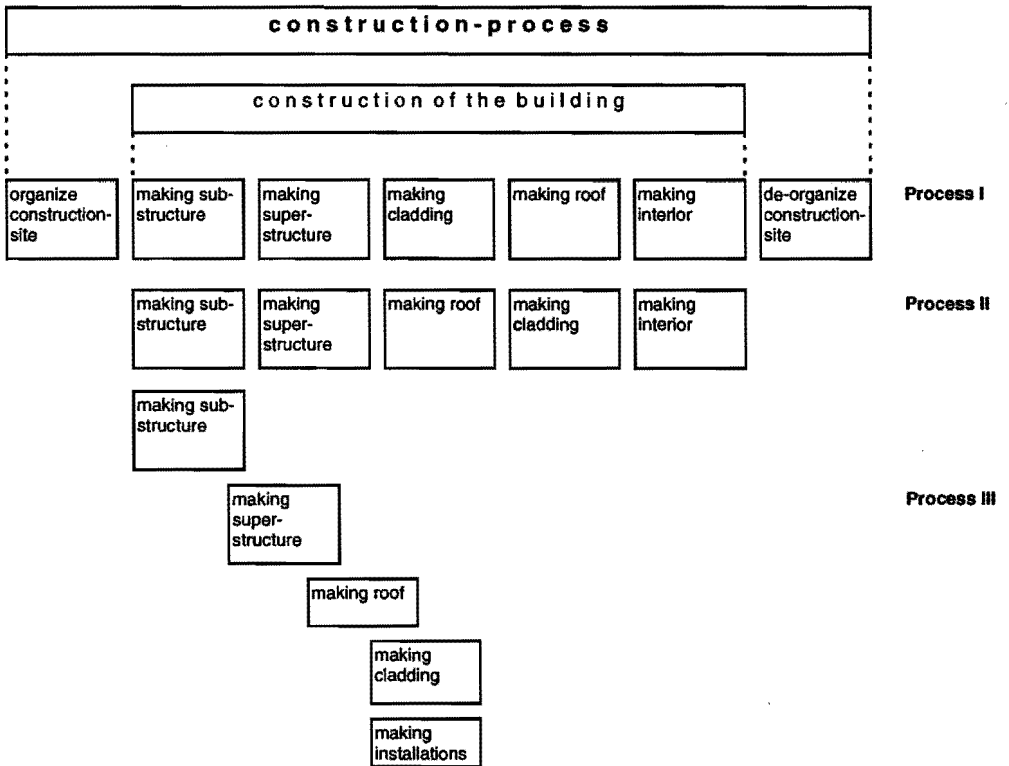 construction-process
construction of the building
organize
construction-
site
making sub-
structure
making
super-
structure
making
cladding
making roof
making
interior
de-organize
construction-
site
Process I
making sub-
structure
making
super-
structure
making roof
making
cladding
making
interior
Process II
making sub-
structure
making
super-
structure
Process III
making roof
making
cladding
making
installations